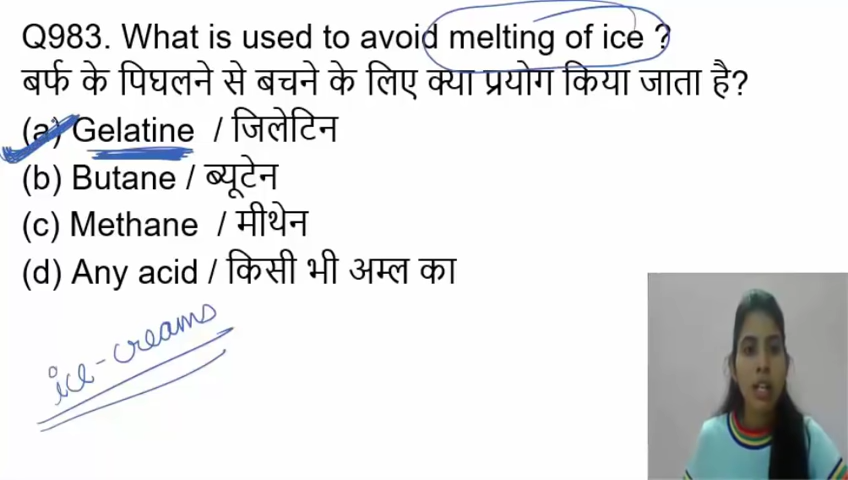 Q983. What is used to avoid melting of ice ?
बर्फ के पिघलने से बचने के लिए क्या प्रयोग किया जाता है?
(a) Gelatine / जिलेटिन
(b) Butane / ब्यूटेन
(c) Methane / मीथेन
(d) Any acid / किसी भी अम्ल का
ice-creams